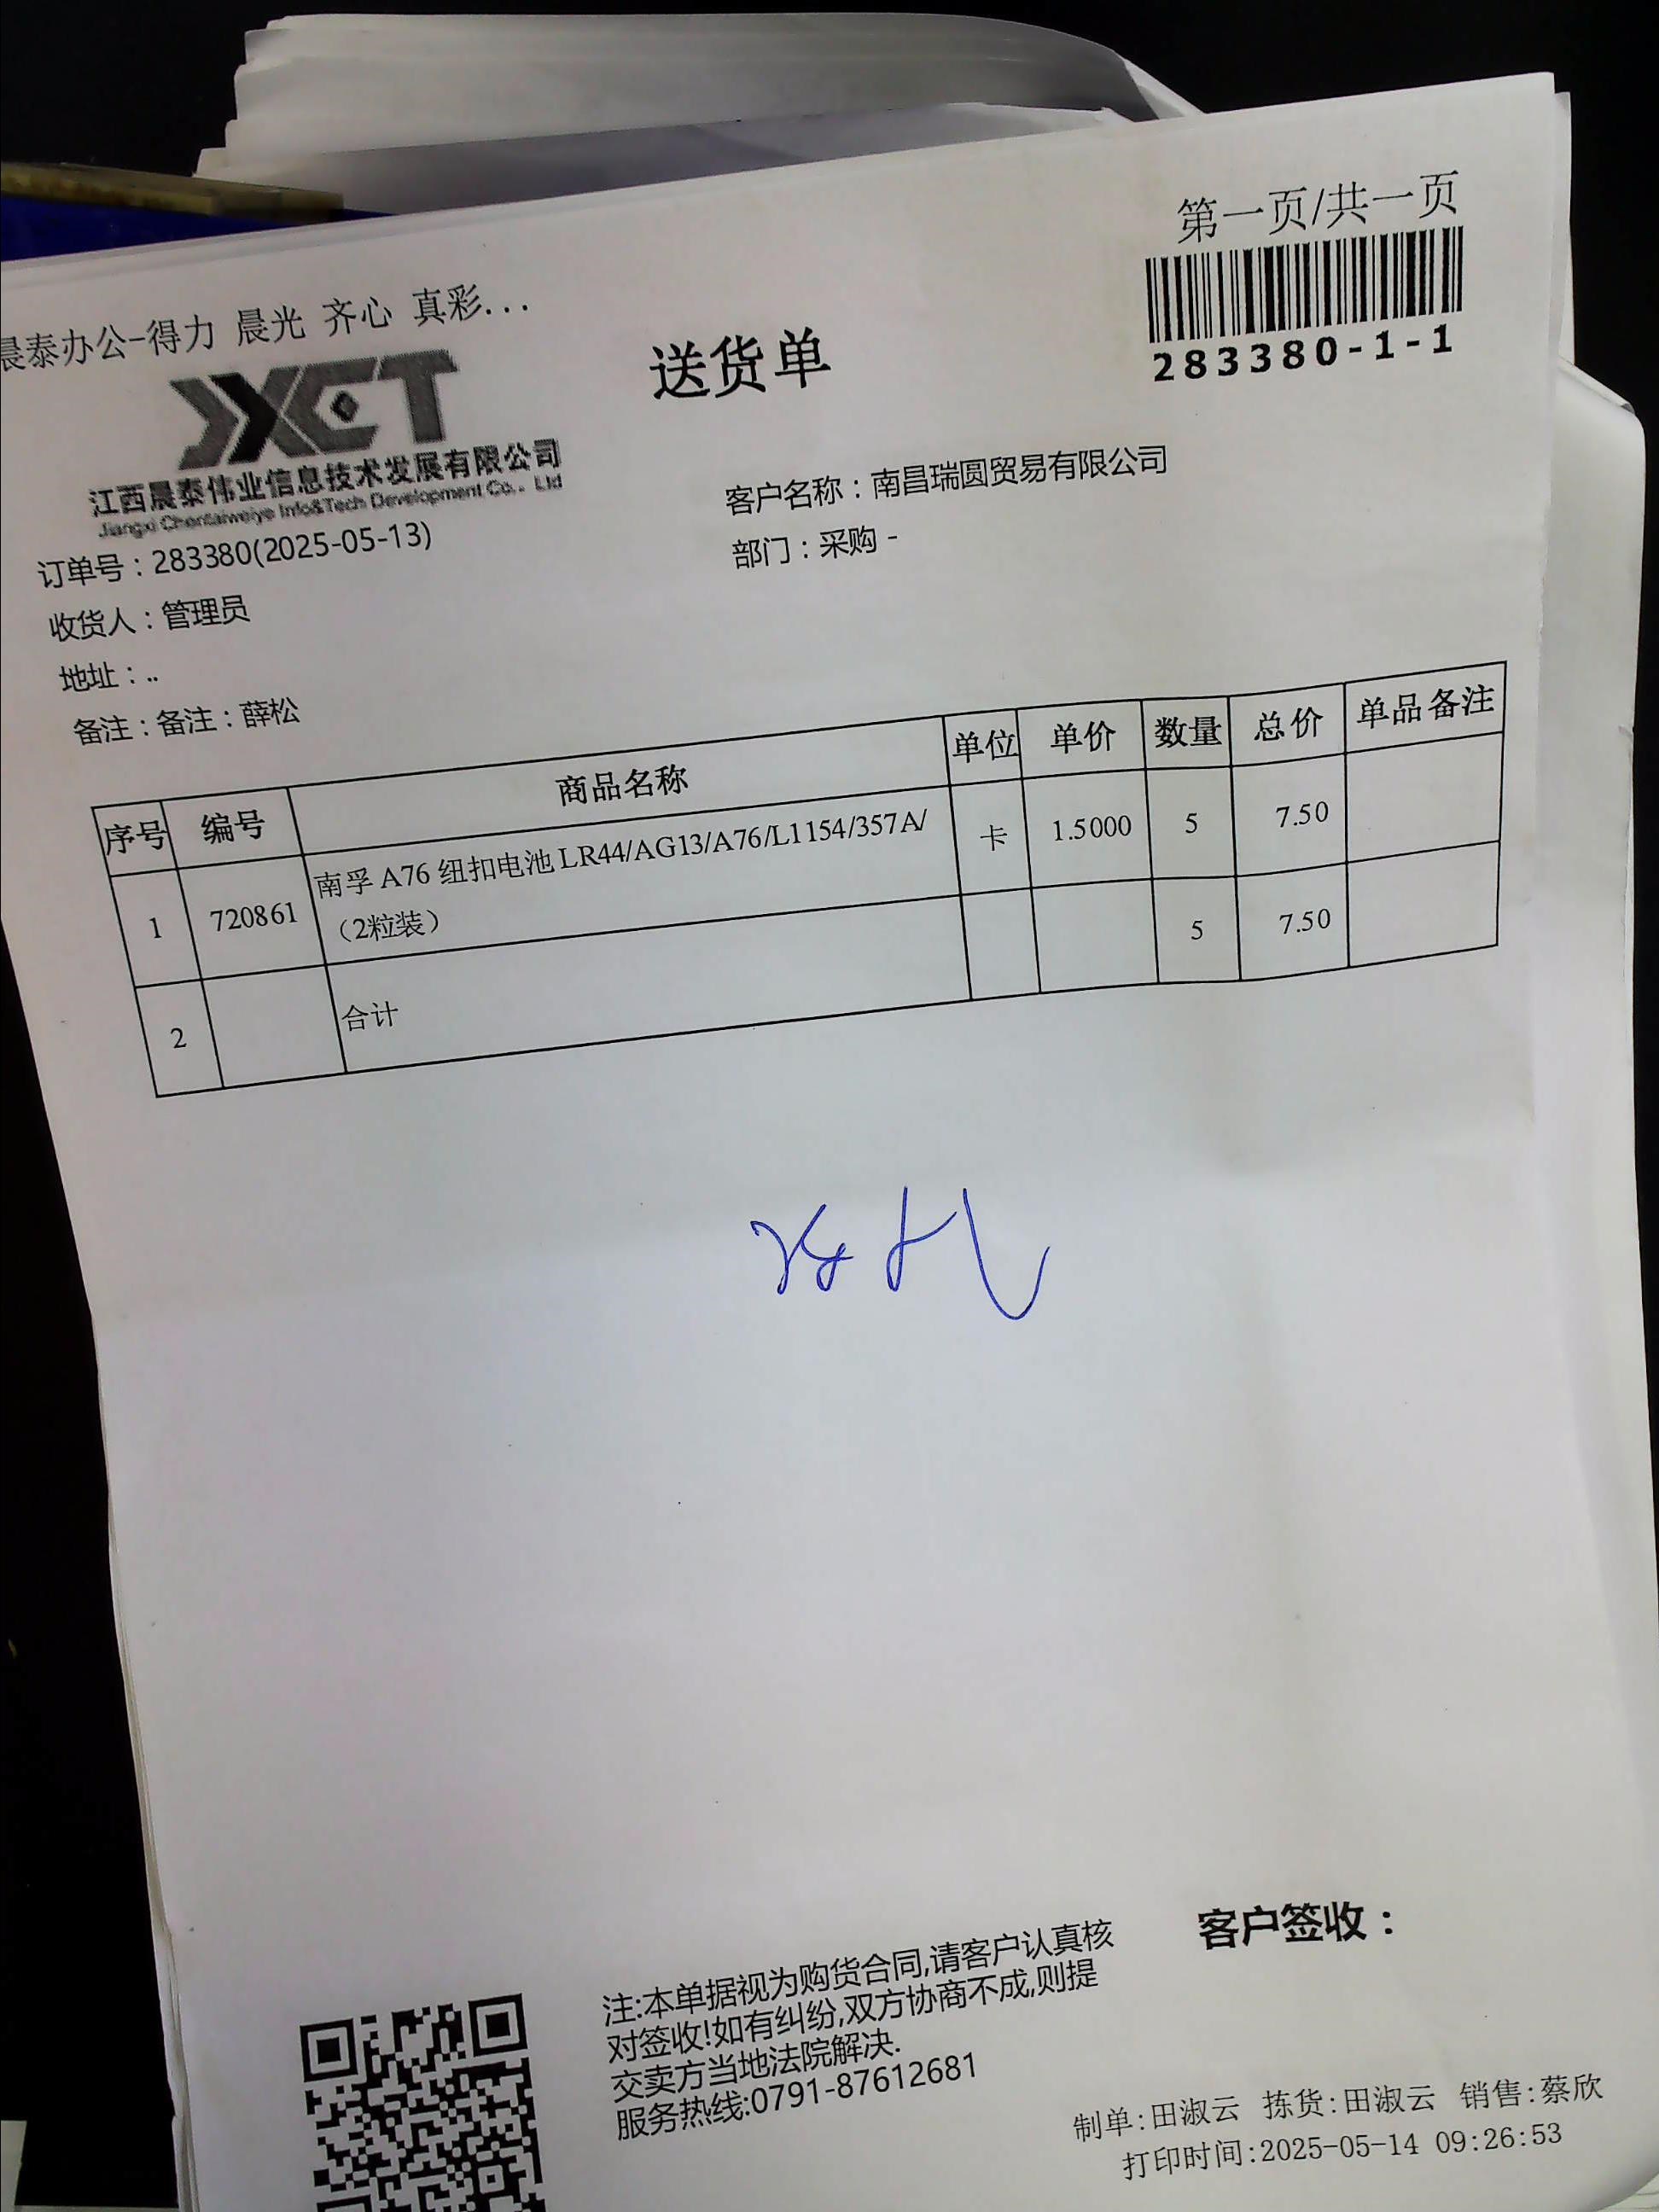 第一页/共一页
283380-1-1
晨泰办公-得力 晨光 齐心 真彩...
送货单
JXCT
江西晨泰伟业信息技术发展有限公司
Jiangxi Chentaiweiye Info&Tech Development Co., Ltd
客户名称：南昌瑞圆贸易有限公司
订单号：283380(2025-05-13)
部门：采购 -
收货人：管理员
地址：..
备注：备注：薛松
序号 编号 商品名称 单位 单价 数量 总价 单品备注
1 720861 南孚 A76 纽扣电池 LR44/AG13/A76/L1154/357A/ 卡 1.5000 5 7.50
（2粒装）
2 合计 5 7.50
客户签收：
注:本单据视为购货合同,请客户认真核
对签收!如有纠纷,双方协商不成,则提
交卖方当地法院解决.
服务热线:0791-87612681
制单:田淑云 拣货:田淑云 销售:蔡欣
打印时间:2025-05-14 09:26:53